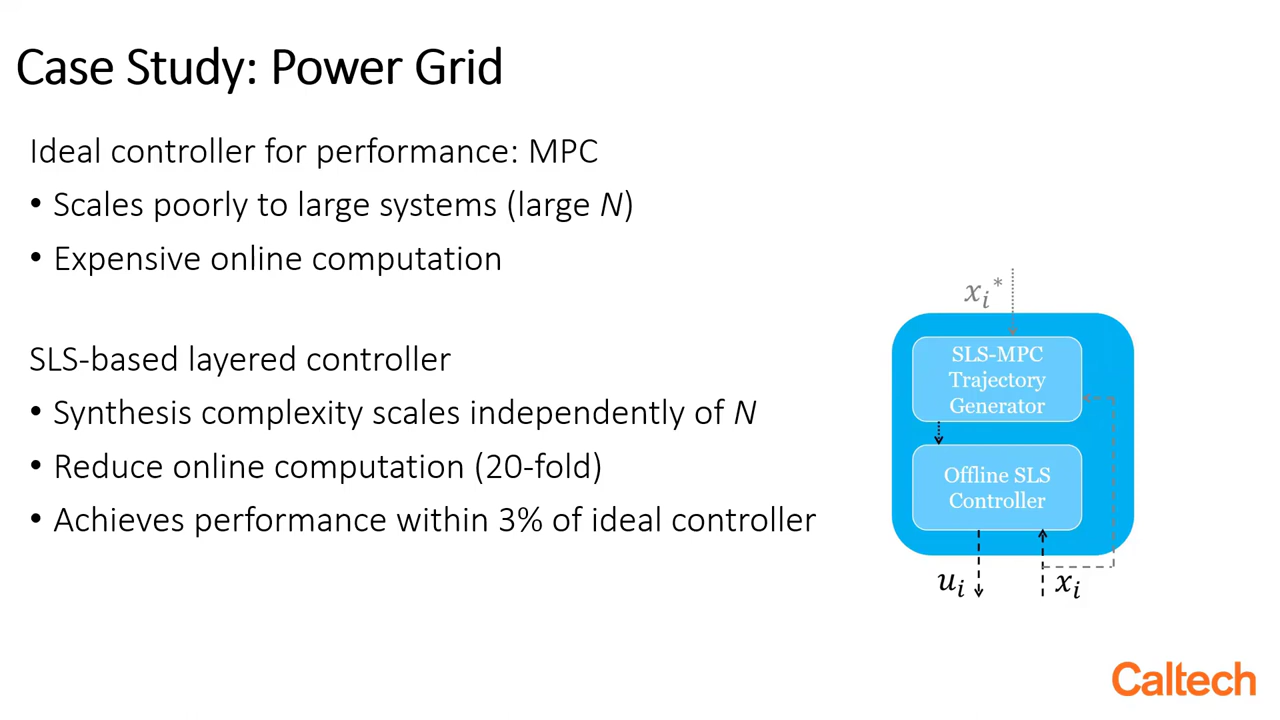 Case Study: Power Grid
Ideal controller for performance: MPC
• Scales poorly to large systems (large N)
• Expensive online computation
SLS-based layered controller
• Synthesis complexity scales independently of N
• Reduce online computation (20-fold)
• Achieves performance within 3% of ideal controller
xᵢ*
SLS-MPC
Trajectory
Generator
Offline SLS
Controller
uᵢ
xᵢ
Caltech